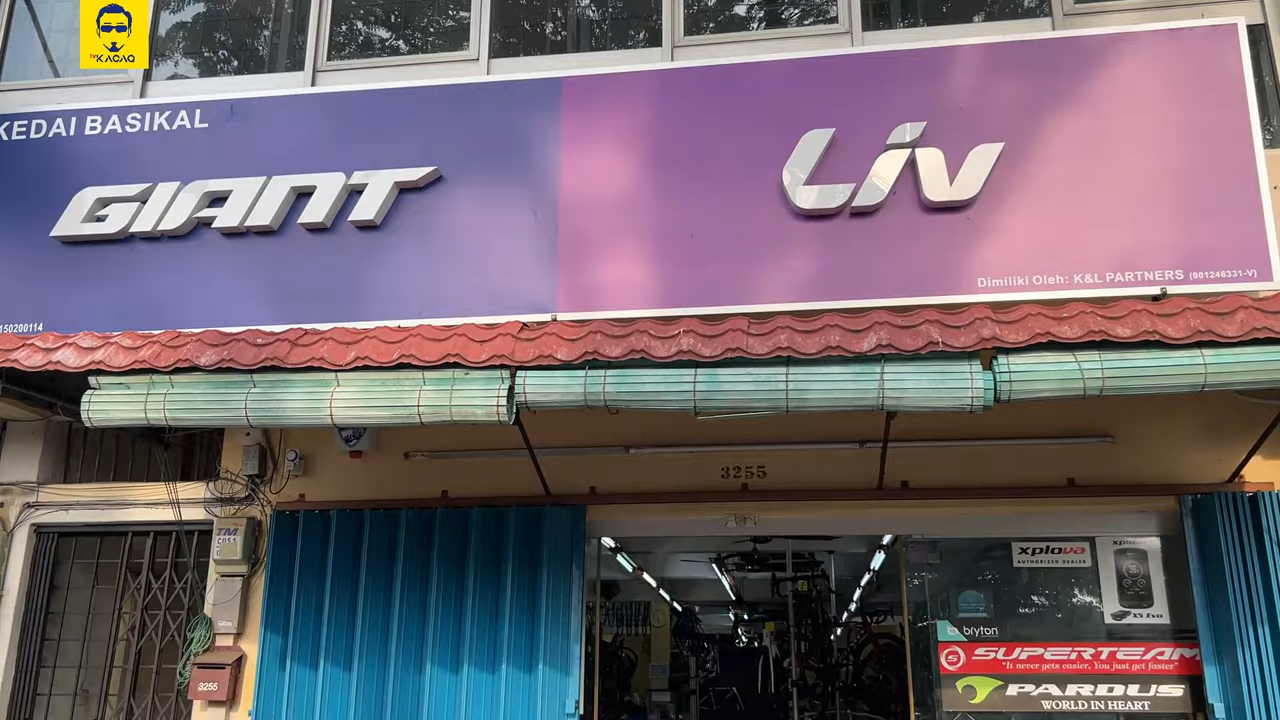 KACAQ
KEDAI BASIKAL
GIANT
Liv
Dimiliki Oleh: K&L PARTNERS (001246331-V)
150200114
3255
TM
xplova
AUTHORIZED DEALER
xplova
X5 Evo
bryton
SUPERTEAM
"It never gets easier, You just get faster"
PARDUS
WORLD IN HEART
3255